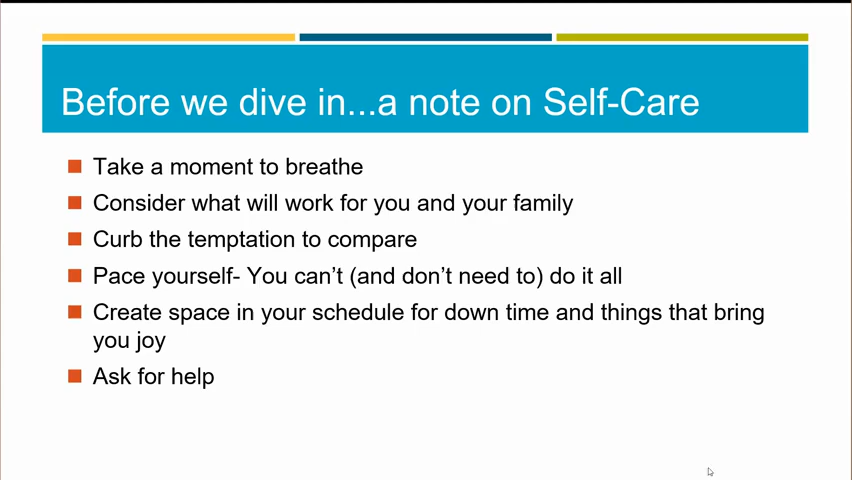 Before we dive in...a note on Self-Care
Take a moment to breathe
Consider what will work for you and your family
Curb the temptation to compare
Pace yourself- You can’t (and don’t need to) do it all
Create space in your schedule for down time and things that bring
you joy
Ask for help